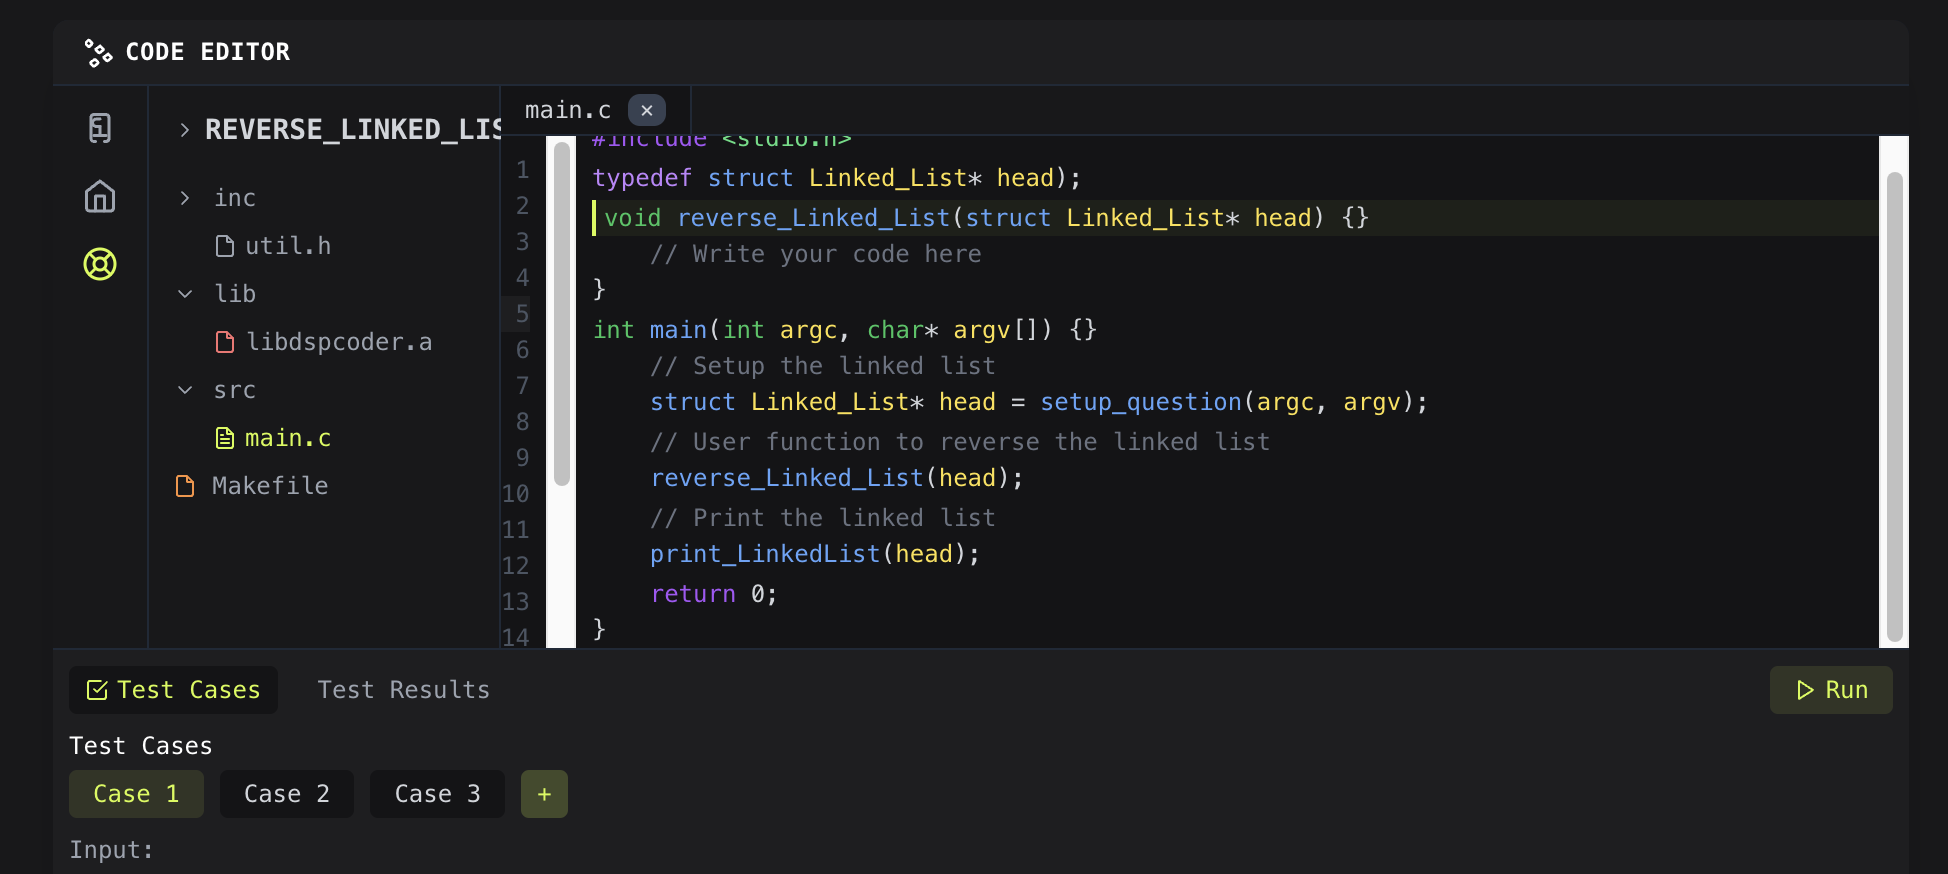 CODE EDITOR
REVERSE_LINKED_LIS
inc
util.h
lib
libdspcoder.a
src
main.c
Makefile
main.c ×
1
2
3
4
5
6
7
8
9
10
11
12
13
14
#include <stdio.h>
typedef struct Linked_List* head);
void reverse_Linked_List(struct Linked_List* head) {}
// Write your code here
}
int main(int argc, char* argv[]) {}
// Setup the linked list
struct Linked_List* head = setup_question(argc, argv);
// User function to reverse the linked list
reverse_Linked_List(head);
// Print the linked list
print_LinkedList(head);
return 0;
}
Test Cases Test Results Run
Test Cases
Case 1 Case 2 Case 3 +
Input: